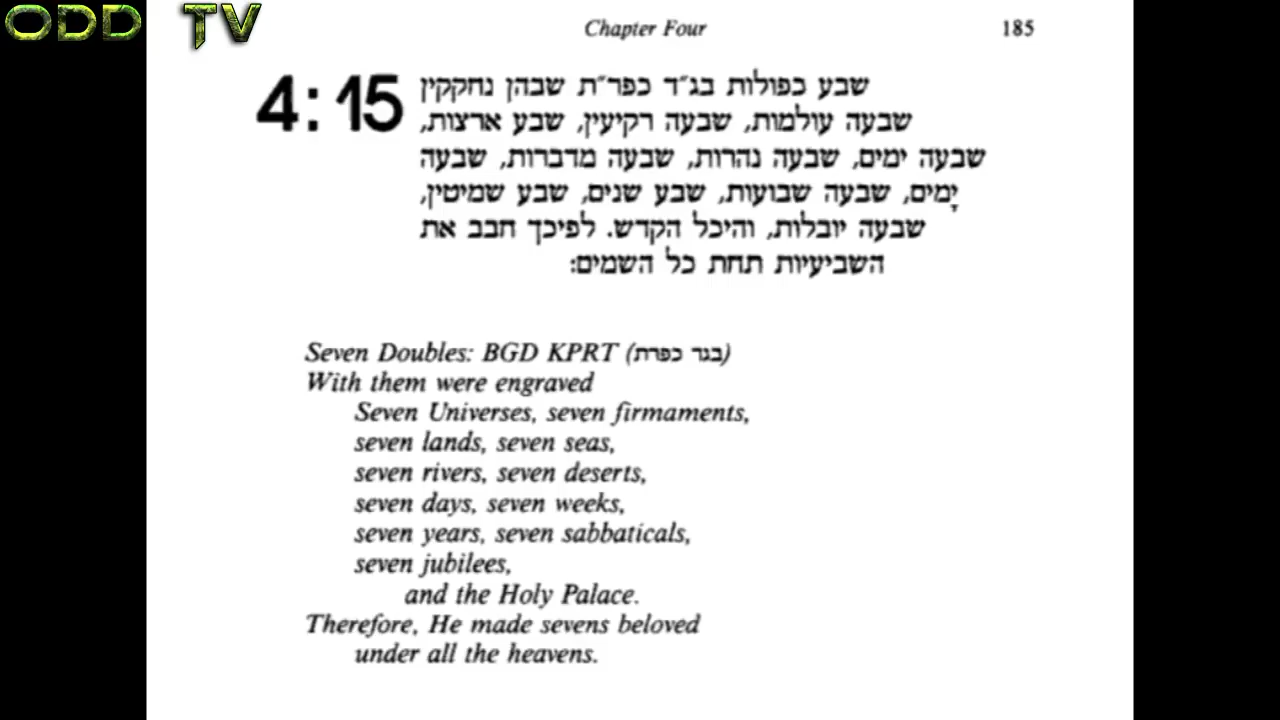 ODD TV
Chapter Four 185
4:15 שבע כפולות בג״ד כפר״ת שבהן נחקקין
שבעה עולמות, שבעה רקיעין, שבע ארצות,
שבעה ימים, שבעה נהרות, שבעה מדברות, שבעה
יָמים, שבעה שבועות, שבע שנים, שבע שמיטין,
שבעה יובלות, והיכל הקדש. לפיכך חבב את
השביעיות תחת כל השמים:
Seven Doubles: BGD KPRT (בגד כפרת)
With them were engraved
Seven Universes, seven firmaments,
seven lands, seven seas,
seven rivers, seven deserts,
seven days, seven weeks,
seven years, seven sabbaticals,
seven jubilees,
and the Holy Palace.
Therefore, He made sevens beloved
under all the heavens.